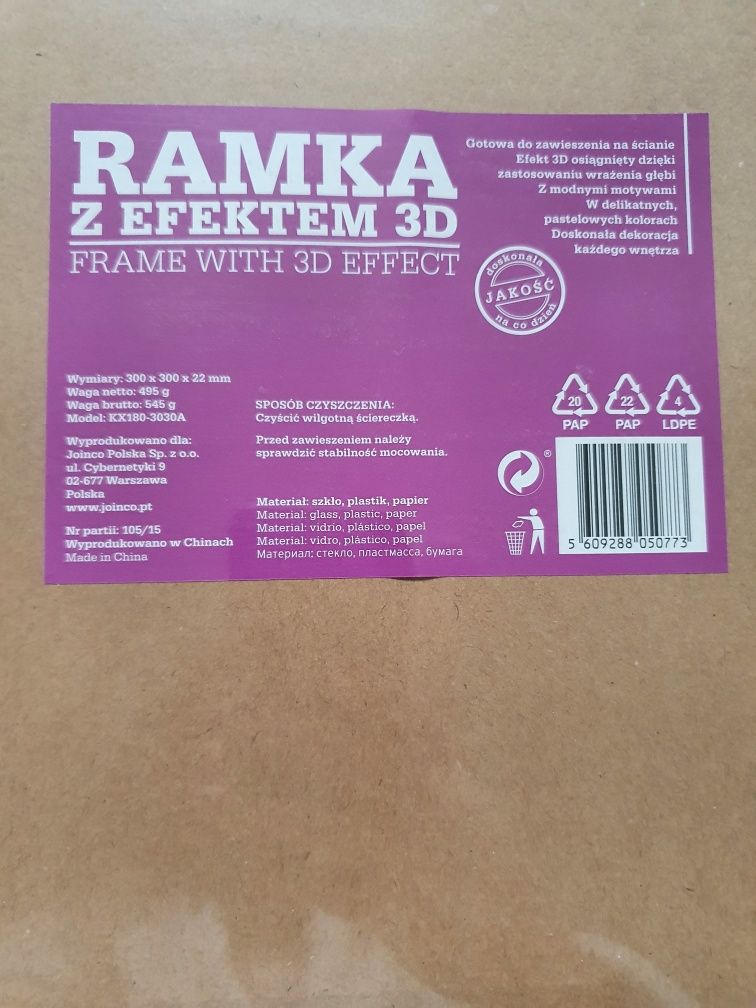 RAMKA
Z EFEKTEM 3D
FRAME WITH 3D EFFECT
Gotowa do zawieszenia na ścianie
Efekt 3D osiągnięty dzięki
zastosowaniu wrażenia głębi
Z modnymi motywami
W delikatnych,
pastelowych kolorach
Doskonała dekoracja
każdego wnętrza
doskonała
JAKOŚĆ
na co dzień
Wymiary: 300 x 300 x 22 mm
Waga netto: 495 g
Waga brutto: 545 g
Model: KX180-3030A
Wyprodukowano dla:
Joinco Polska Sp. z o.o.
ul. Cybernetyki 9
02-677 Warszawa
Polska
www.joinco.pt
Nr partii: 105/15
Wyprodukowano w Chinach
Made in China
SPOSÓB CZYSZCZENIA:
Czyścić wilgotną ściereczką.
Przed zawieszeniem należy
sprawdzić stabilność mocowania.
Materiał: szkło, plastik, papier
Material: glass, plastic, paper
Material: vidrio, plástico, papel
Material: vidro, plástico, papel
Материал: стекло, пластмасса, бумага
20 22 4
PAP PAP LDPE
®
5 609288 050773